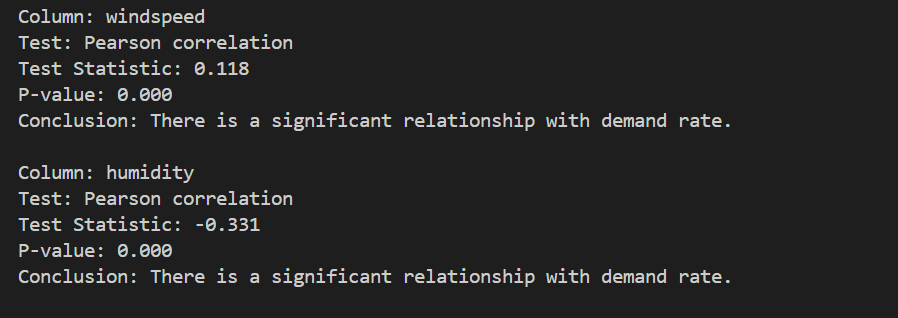 Column: windspeed
Test: Pearson correlation
Test Statistic: 0.118
P-value: 0.000
Conclusion: There is a significant relationship with demand rate.
Column: humidity
Test: Pearson correlation
Test Statistic: -0.331
P-value: 0.000
Conclusion: There is a significant relationship with demand rate.